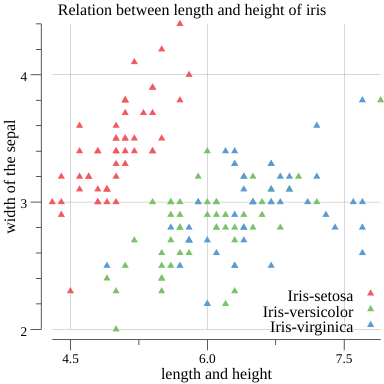 Relation between length and height of iris
width of the sepal
4
3
2
Iris-setosa
Iris-versicolor
Iris-virginica
4.5
6.0
7.5
length and height